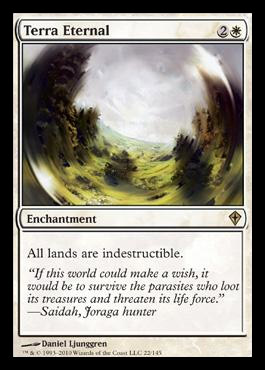 Terra Eternal 2
Enchantment
All lands are indestructible.
“If this world could make a wish, it
would be to survive the parasites who loot
its treasures and threaten its life force.”
—Saidah, Joraga hunter
Daniel Ljunggren
™ & © 1993–2010 Wizards of the Coast LLC 22/145